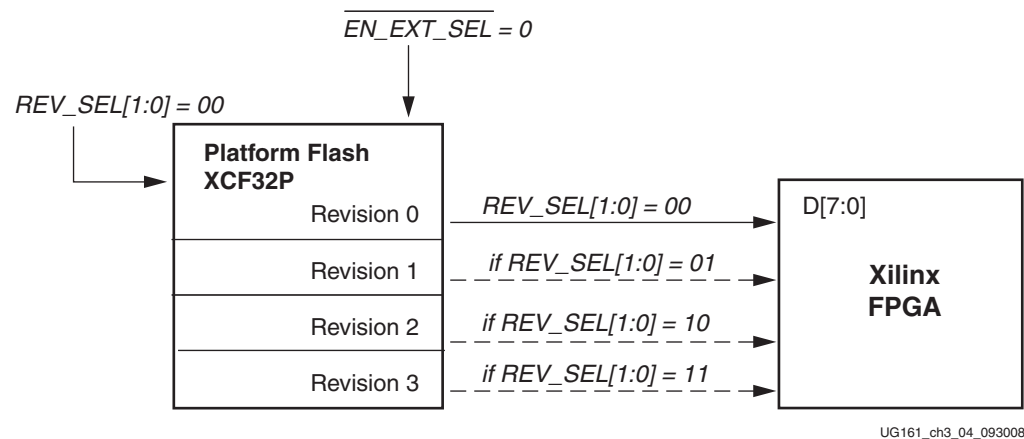 EN_EXT_SEL = 0
REV_SEL[1:0] = 00
Platform Flash
XCF32P
Revision 0
REV_SEL[1:0] = 00
D[7:0]
Revision 1
if REV_SEL[1:0] = 01
Xilinx
FPGA
Revision 2
if REV_SEL[1:0] = 10
Revision 3
if REV_SEL[1:0] = 11
UG161_ch3_04_093008